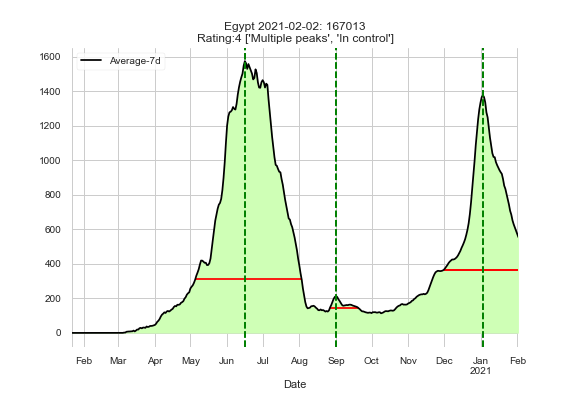 Egypt 2021-02-02: 167013
Rating:4 ['Multiple peaks', 'In control']
Average-7d
1600
1400
1200
1000
800
600
400
200
0
Feb Mar Apr May Jun Jul Aug Sep Oct Nov Dec Jan Feb
2021
Date